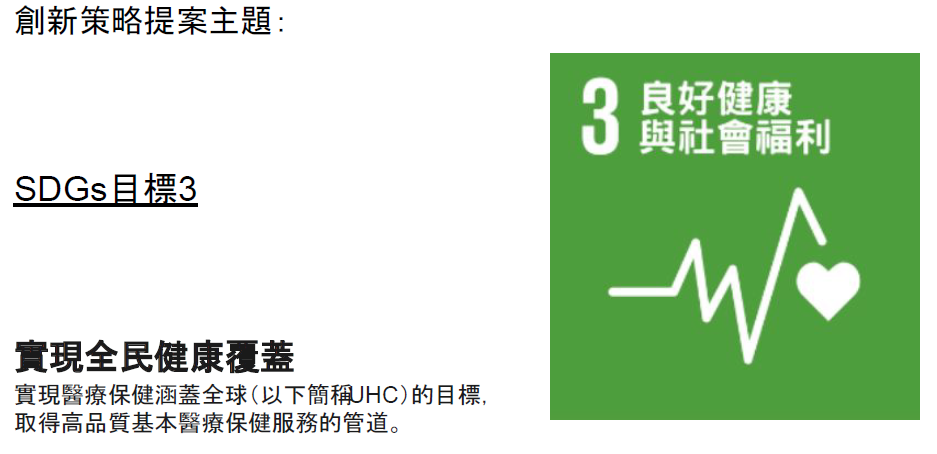 創新策略提案主題：
3 良好健康
與社會福利
SDGs目標3
實現全民健康覆蓋
實現醫療保健涵蓋全球（以下簡稱UHC）的目標，
取得高品質基本醫療保健服務的管道。